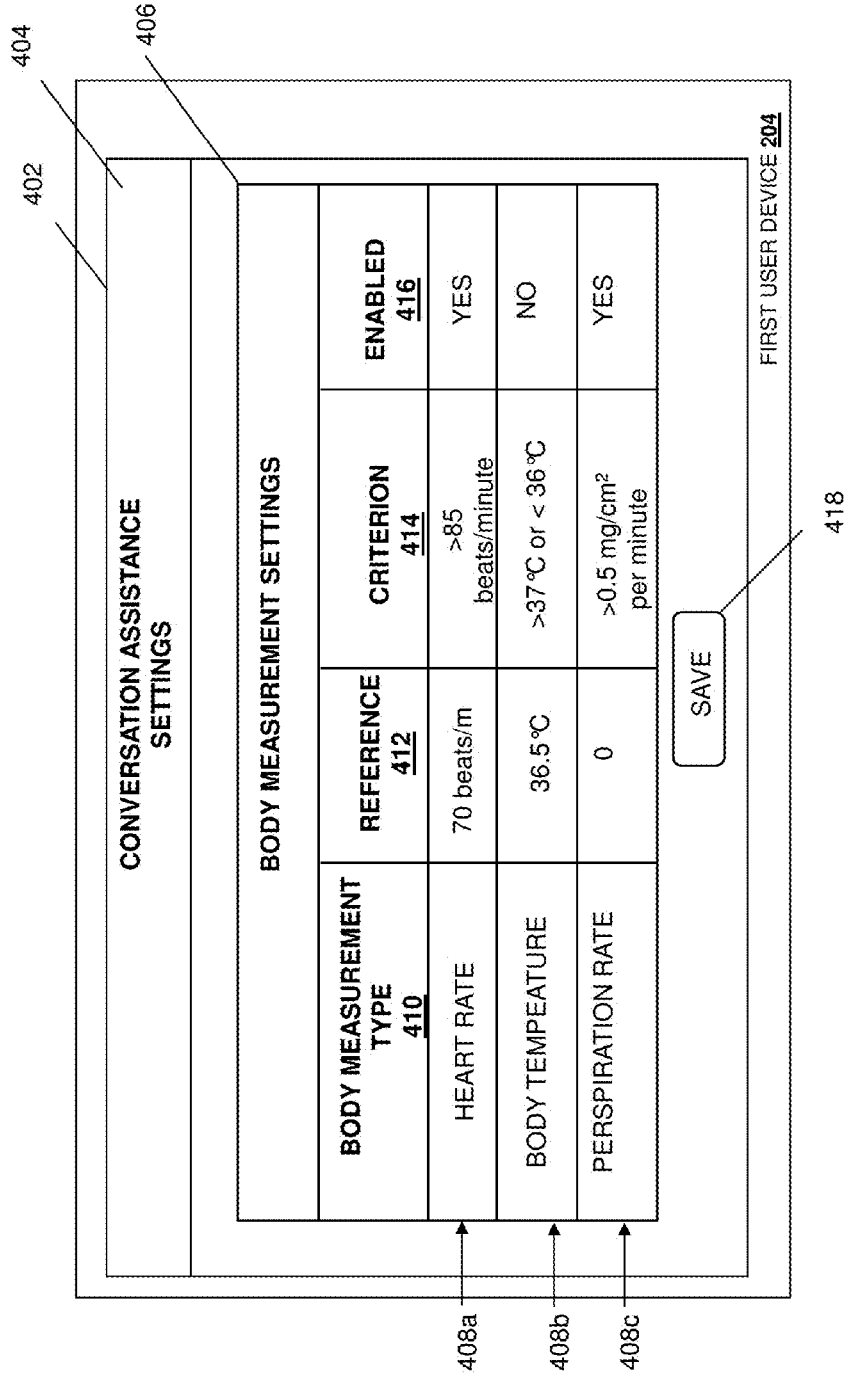 402
404
406
CONVERSATION ASSISTANCE
SETTINGS
BODY MEASUREMENT SETTINGS
BODY MEASUREMENT
TYPE
410
REFERENCE
412
CRITERION
414
ENABLED
416
408a
HEART RATE
70 beats/m
>85
beats/minute
YES
408b
BODY TEMPEATURE
36.5°C
>37°C or < 36°C
NO
408c
PERSPIRATION RATE
0
>0.5 mg/cm²
per minute
YES
SAVE
418
FIRST USER DEVICE 204